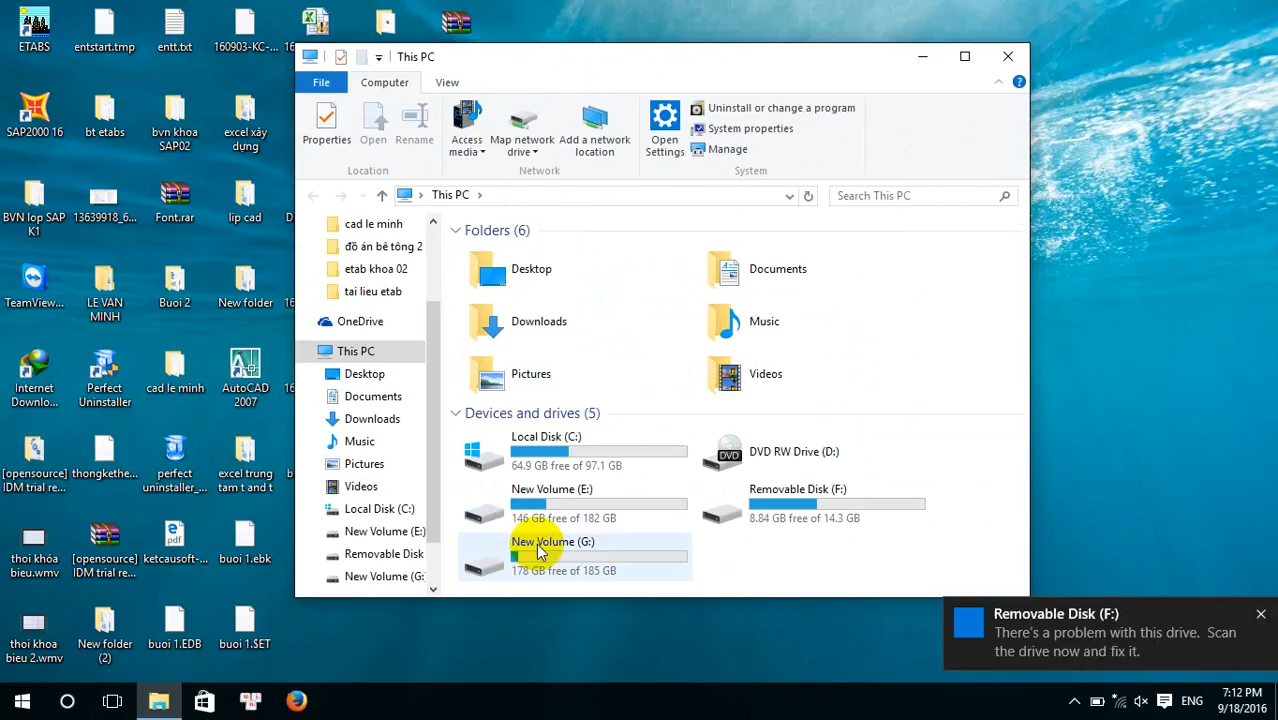 ETABS
entstart.tmp
entt.txt
160903-KC-...
SAP2000 16
bt etabs
bvn khoa
SAP02
excel xây
dựng
BVN lop SAP
K1
13639918_6...
Font.rar
lip cad
TeamView...
LE VAN
MINH
Buoi 2
New folder
Internet
Downlo...
Perfect
Uninstaller
cad le minh
AutoCAD
2007
[opensource]
IDM trial re...
thongkethe...
perfect
uninstaller_...
excel trung
tam t and t
thoi khóa
bieu.wmv
[opensource]
IDM trial re...
ketcausoft-...
buoi 1.ebk
thoi khoa
bieu 2.wmv
New folder
(2)
buoi 1.EDB
buoi 1.$ET
This PC
File
Computer
View
Properties
Open
Rename
Location
Access
media
Map network
drive
Add a network
location
Network
Open
Settings
Uninstall or change a program
System properties
Manage
System
This PC
Search This PC
cad le minh
đồ án bê tông 2
etab khoa 02
tai lieu etab
OneDrive
This PC
Desktop
Documents
Downloads
Music
Pictures
Videos
Local Disk (C:)
New Volume (E:)
Removable Disk
New Volume (G:
Folders (6)
Desktop
Documents
Downloads
Music
Pictures
Videos
Devices and drives (5)
Local Disk (C:)
64.9 GB free of 97.1 GB
DVD
DVD RW Drive (D:)
New Volume (E:)
146 GB free of 182 GB
Removable Disk (F:)
8.84 GB free of 14.3 GB
New Volume (G:)
178 GB free of 185 GB
Removable Disk (F:)
There's a problem with this drive. Scan
the drive now and fix it.
ENG
7:12 PM
9/18/2016